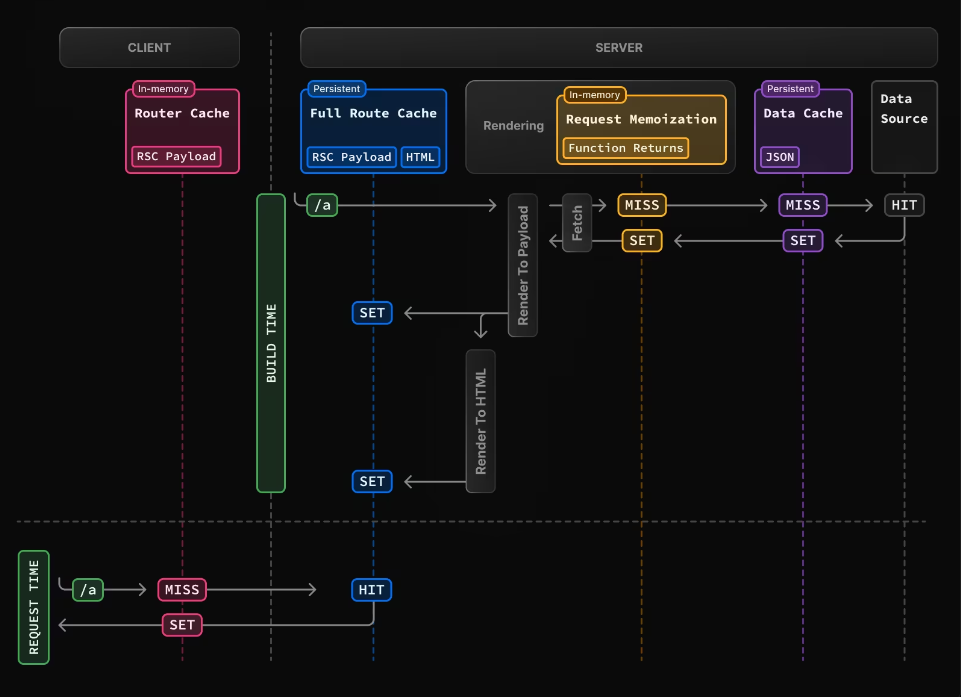 CLIENT
SERVER
In-memory
Router Cache
RSC Payload
Persistent
Full Route Cache
RSC Payload
HTML
Rendering
In-memory
Request Memoization
Function Returns
Persistent
Data Cache
JSON
Data
Source
BUILD TIME
/a
Render To Payload
Fetch
MISS
MISS
HIT
SET
SET
SET
Render To HTML
SET
REQUEST TIME
/a
MISS
HIT
SET